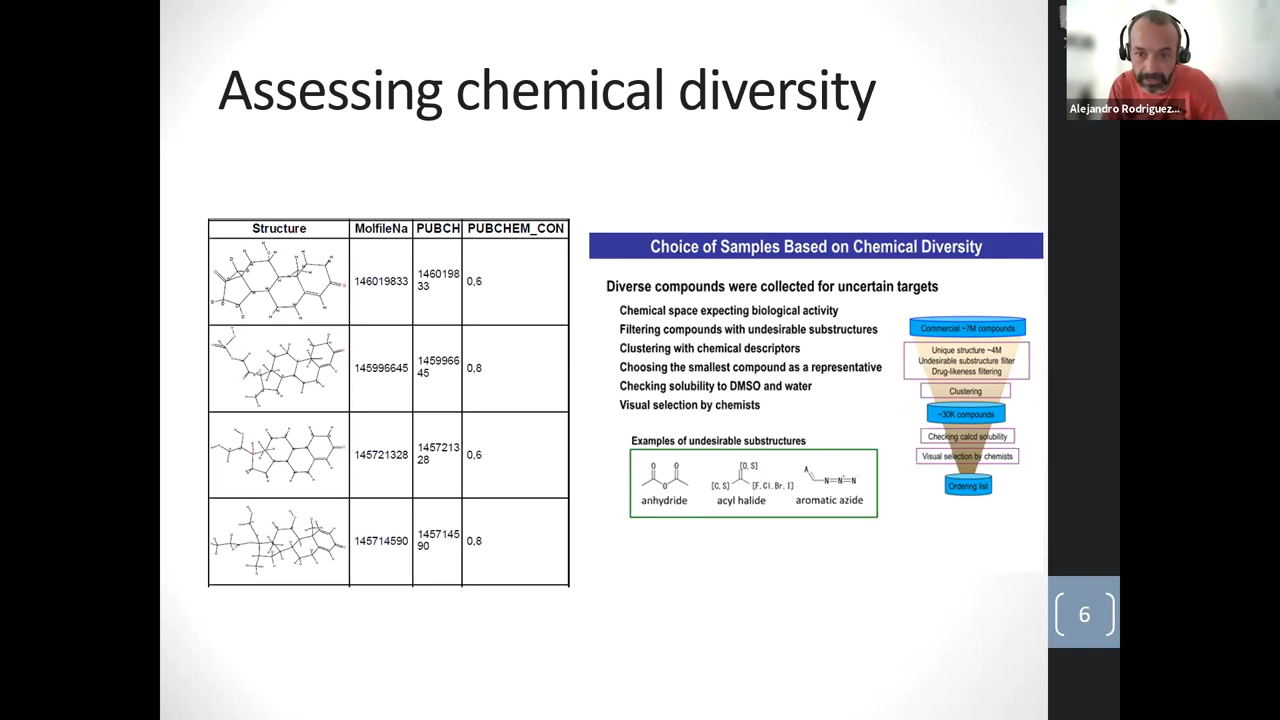 Assessing chemical diversity
Alejandro Rodriguez...
Structure MolfileNa PUBCH PUBCHEM_CON
146019833 1460198 0,6
33
145996645 1459966 0,8
45
145721328 1457213 0,6
28
145714590 1457145 0,8
90
Choice of Samples Based on Chemical Diversity
Diverse compounds were collected for uncertain targets
Chemical space expecting biological activity
Filtering compounds with undesirable substructures
Clustering with chemical descriptors
Choosing the smallest compound as a representative
Checking solubility to DMSO and water
Visual selection by chemists
Examples of undesirable substructures
O O
O
anhydride
[O, S]
[C, S] [F, Cl, Br, I]
acyl halide
A
N=N=N
aromatic azide
Commercial ~7M compounds
Unique structure ~4M
Undesirable substructure filter
Drug-likeness filtering
Clustering
~30K compounds
Checking calcd solubility
Visual selection by chemists
Ordering list
6